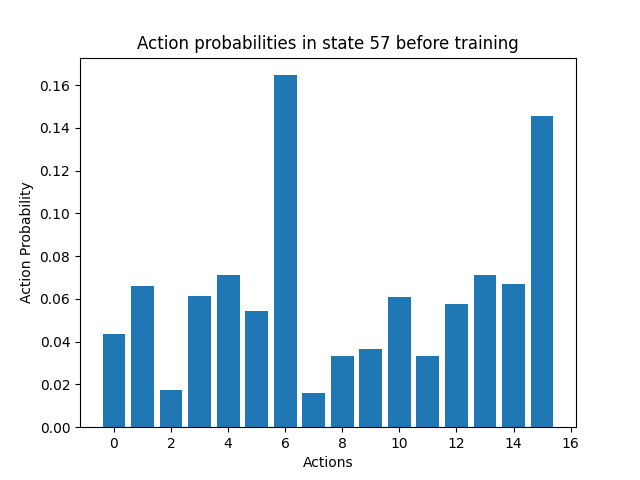 Action probabilities in state 57 before training
0.16
0.14
0.12
0.10
0.08
0.06
0.04
0.02
0.00
Action Probability
0 2 4 6 8 10 12 14 16
Actions